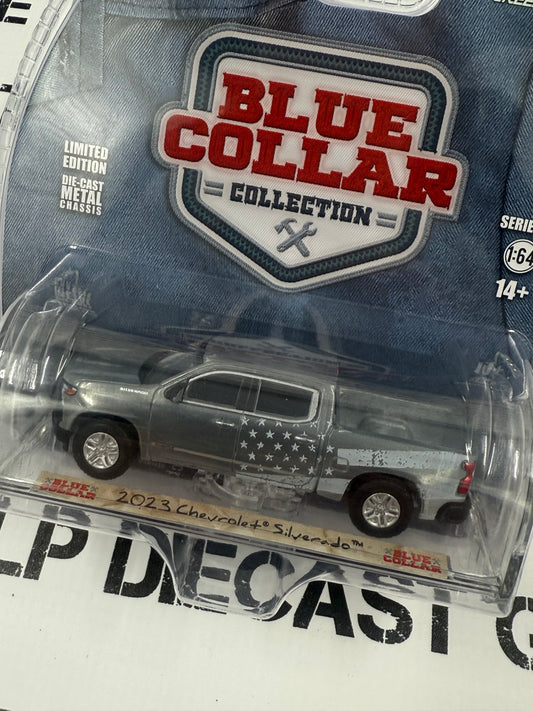 BLUE
COLLAR
COLLECTION
LIMITED
EDITION
DIE-CAST
METAL
CHASSIS
SERIE
1:64
14+
BLUE
COLLAR
2023 Chevrolet® Silverado™
BLUE
COLLAR
LP DIECAST G